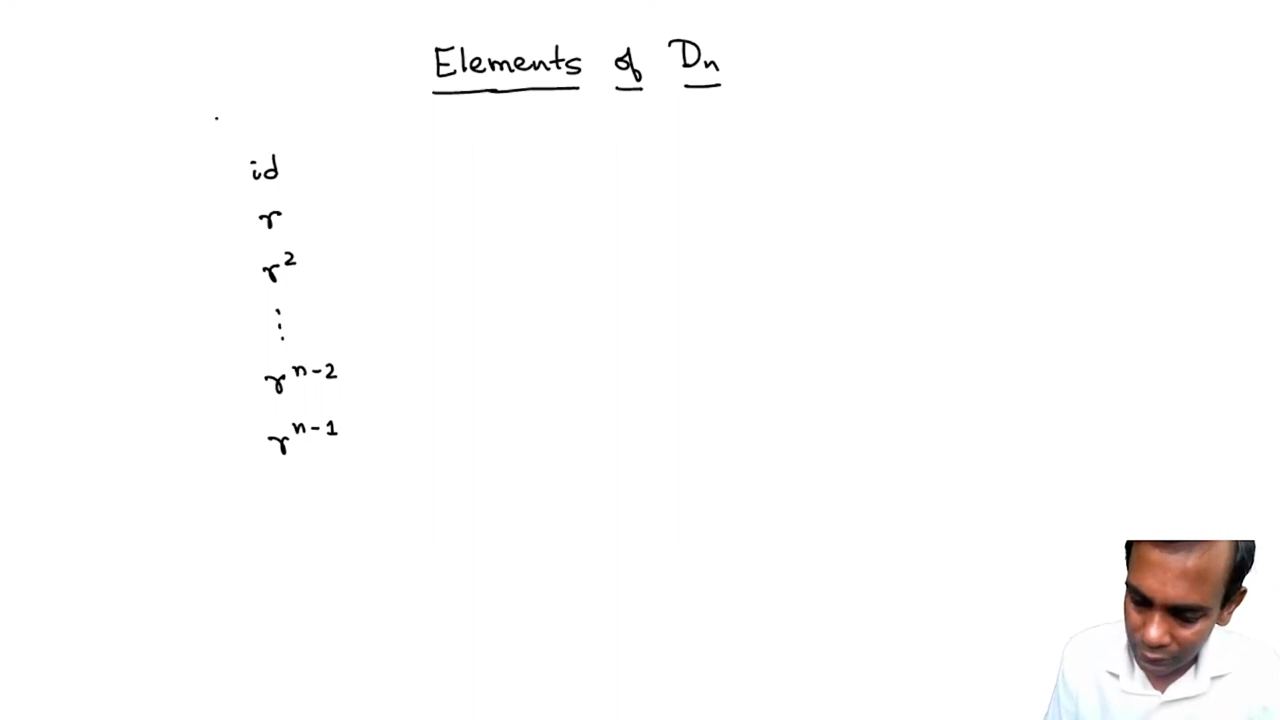 Elements of Dn
id
r
r²
⋮
rⁿ⁻²
rⁿ⁻¹